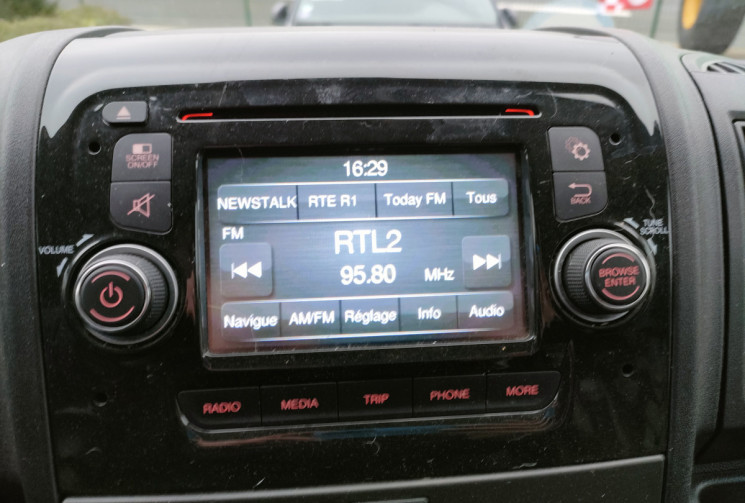 16:29
SCREEN ON/OFF
NEWSTALK RTE R1 Today FM Tous
BACK
FM
RTL2
VOLUME
TUNE SCROLL
95.80 MHz
BROWSE ENTER
Navigue AM/FM Réglage Info Audio
RADIO MEDIA TRIP PHONE MORE